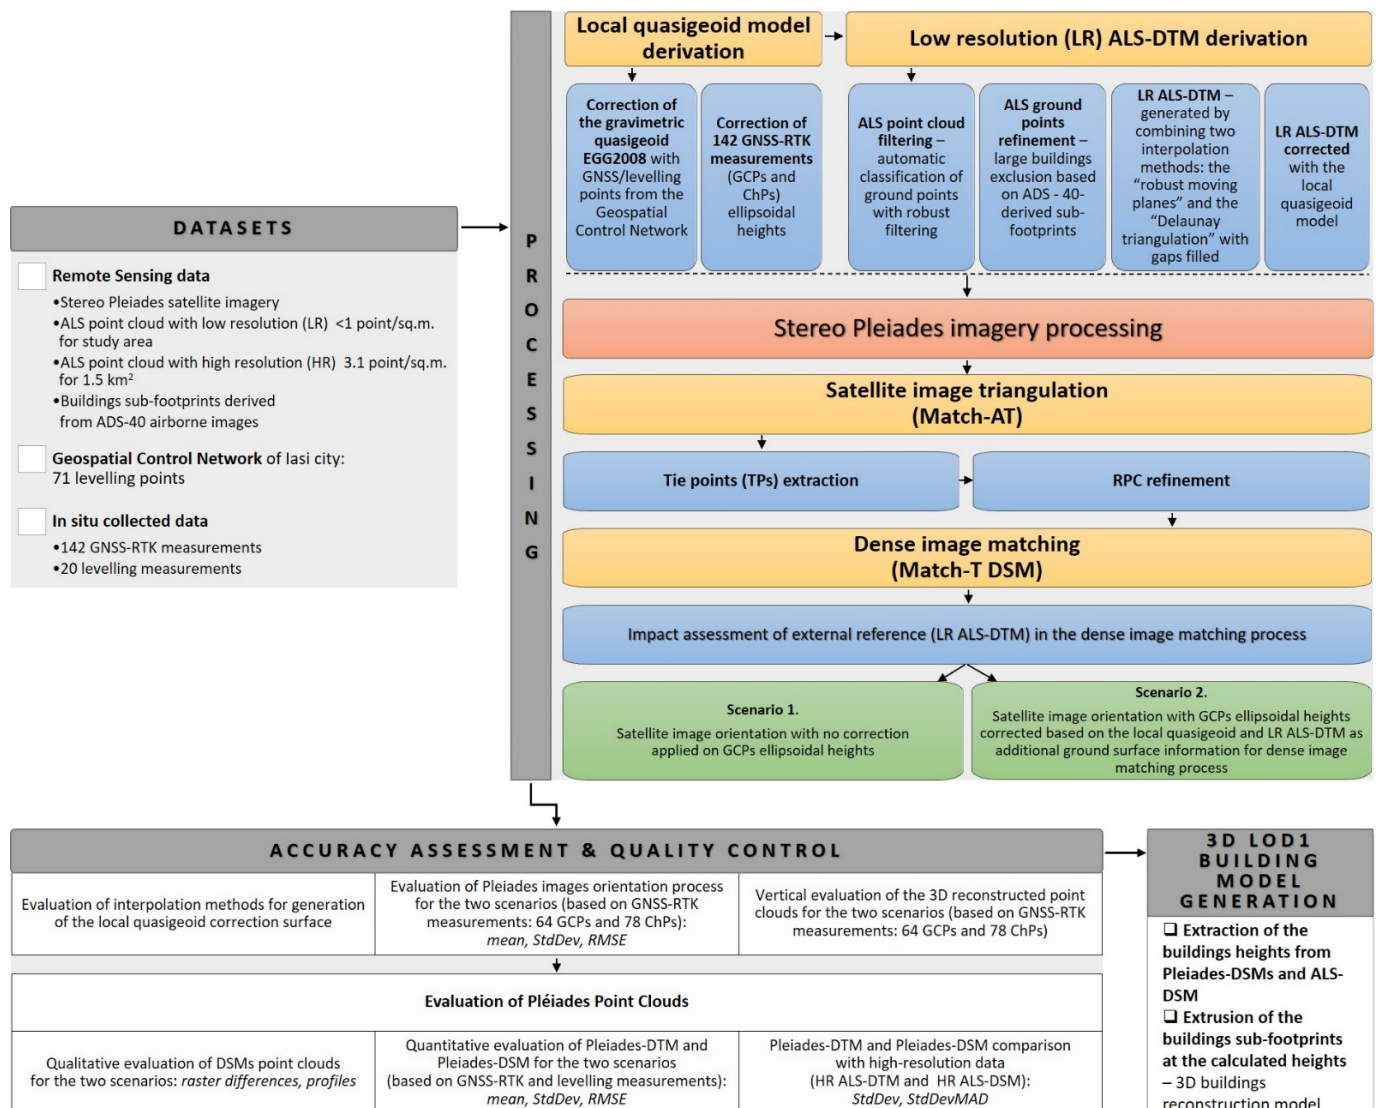 DATASETS
Remote Sensing data
•Stereo Pleiades satellite imagery
•ALS point cloud with low resolution (LR) <1 point/sq.m.
for study area
•ALS point cloud with high resolution (HR) 3.1 point/sq.m.
for 1.5 km²
•Buildings sub-footprints derived
from ADS-40 airborne images
Geospatial Control Network of Iasi city:
71 levelling points
In situ collected data
•142 GNSS-RTK measurements
•20 levelling measurements
PROCESSING
Local quasigeoid model
derivation
Low resolution (LR) ALS-DTM derivation
Correction of
the gravimetric
quasigeoid
EGG2008 with
GNSS/levelling
points from the
Geospatial
Control Network
Correction of
142 GNSS-RTK
measurements
(GCPs and
ChPs)
ellipsoidal
heights
ALS point cloud
filtering –
automatic
classification of
ground points
with robust
filtering
ALS ground
points
refinement –
large buildings
exclusion based
on ADS - 40-
derived sub-
footprints
LR ALS-DTM –
generated by
combining two
interpolation
methods: the
“robust moving
planes” and the
“Delaunay
triangulation” with
gaps filled
LR ALS-DTM
corrected
with the
local
quasigeoid
model
Stereo Pleiades imagery processing
Satellite image triangulation
(Match-AT)
Tie points (TPs) extraction
RPC refinement
Dense image matching
(Match-T DSM)
Impact assessment of external reference (LR ALS-DTM) in the dense image matching process
Scenario 1.
Satellite image orientation with no correction
applied on GCPs ellipsoidal heights
Scenario 2.
Satellite image orientation with GCPs ellipsoidal heights
corrected based on the local quasigeoid and LR ALS-DTM as
additional ground surface information for dense image
matching process
ACCURACY ASSESSMENT & QUALITY CONTROL
Evaluation of interpolation methods for generation
of the local quasigeoid correction surface
Evaluation of Pleiades images orientation process
for the two scenarios (based on GNSS-RTK
measurements: 64 GCPs and 78 ChPs):
mean, StdDev, RMSE
Vertical evaluation of the 3D reconstructed point
clouds for the two scenarios (based on GNSS-RTK
measurements: 64 GCPs and 78 ChPs)
Evaluation of Pléiades Point Clouds
Qualitative evaluation of DSMs point clouds
for the two scenarios: raster differences, profiles
Quantitative evaluation of Pleiades-DTM and
Pleiades-DSM for the two scenarios
(based on GNSS-RTK and levelling measurements):
mean, StdDev, RMSE
Pleiades-DTM and Pleiades-DSM comparison
with high-resolution data
(HR ALS-DTM and HR ALS-DSM):
StdDev, StdDevMAD
3D LOD1
BUILDING
MODEL
GENERATION
❑ Extraction of the
buildings heights from
Pleiades-DSMs and ALS-
DSM
❑ Extrusion of the
buildings sub-footprints
at the calculated heights
– 3D buildings
reconstruction model